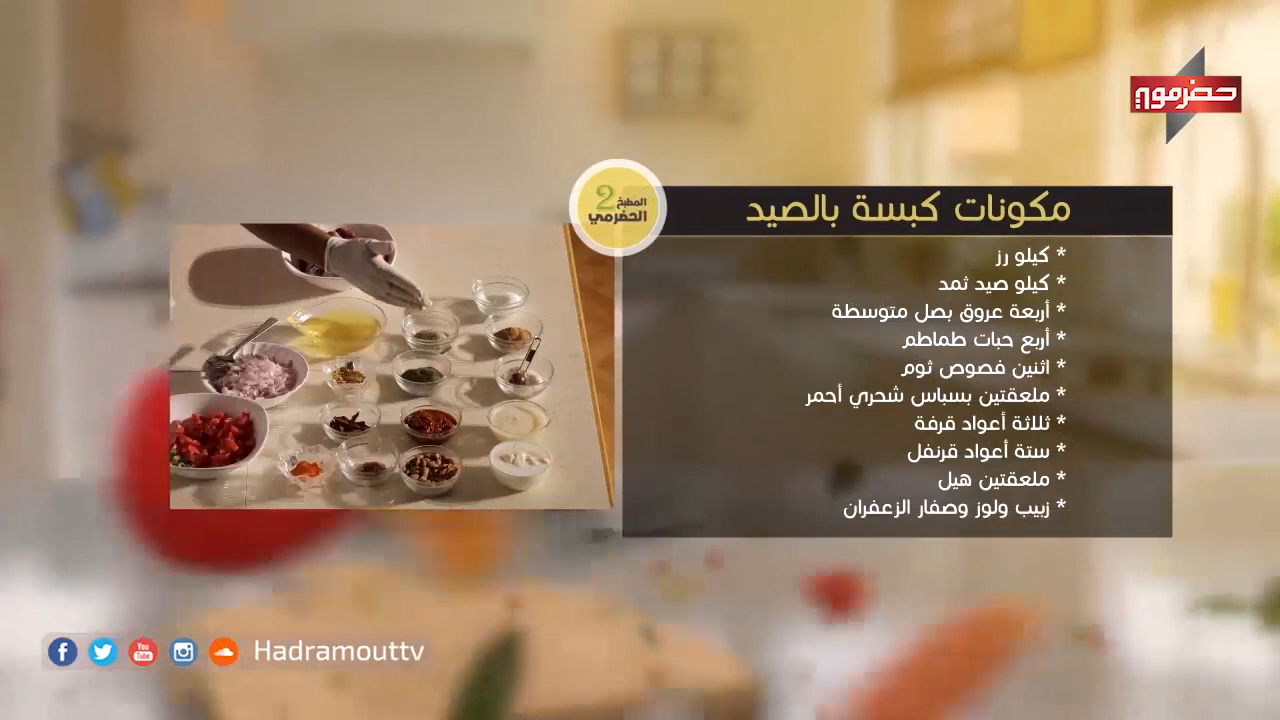 حضرموت
المطبخ 2
الحضرمي
مكونات كبسة بالصيد
* كيلو رز
* كيلو صيد ثمد
* أربعة عروق بصل متوسطة
* أربع حبات طماطم
* اثنين فصوص ثوم
* ملعقتين بسباس شحري أحمر
* ثلاثة أعواد قرفة
* ستة أعواد قرنفل
* ملعقتين هيل
* زبيب ولوز وصفار الزعفران
Hadramouttv